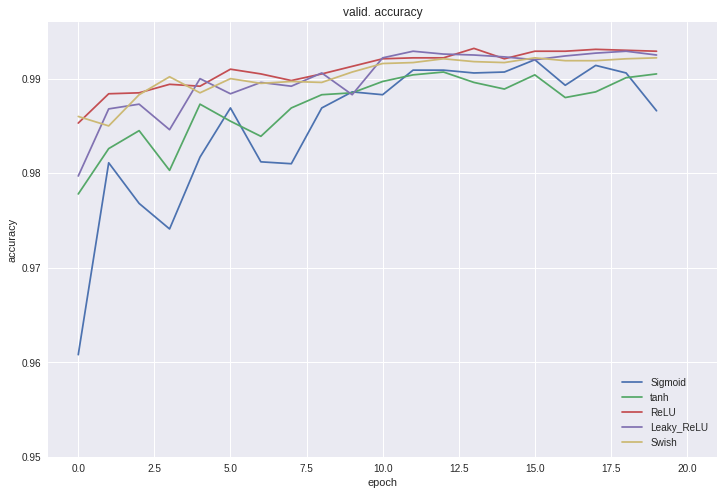 valid. accuracy
accuracy
0.99
0.98
0.97
0.96
0.95
Sigmoid
tanh
ReLU
Leaky_ReLU
Swish
0.0 2.5 5.0 7.5 10.0 12.5 15.0 17.5 20.0
epoch